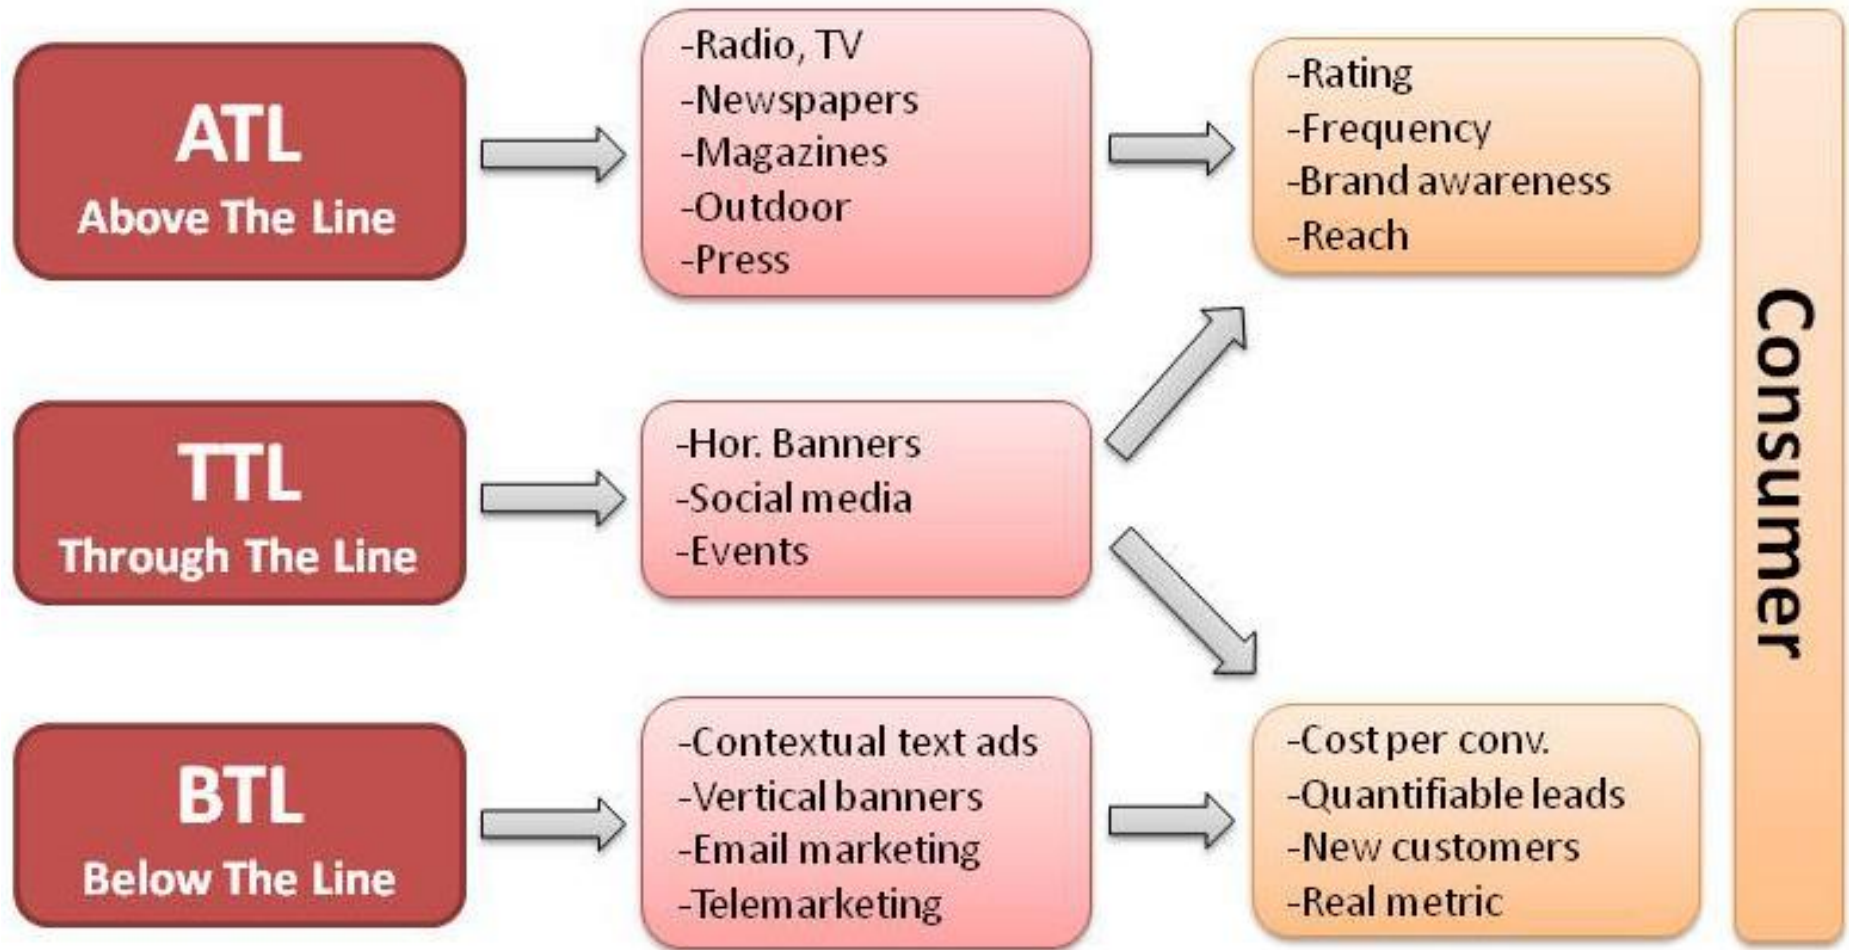 ATL
Above The Line
-Radio, TV
-Newspapers
-Magazines
-Outdoor
-Press
-Rating
-Frequency
-Brand awareness
-Reach
TTL
Through The Line
-Hor. Banners
-Social media
-Events
BTL
Below The Line
-Contextual text ads
-Vertical banners
-Email marketing
-Telemarketing
-Cost per conv.
-Quantifiable leads
-New customers
-Real metric
Consumer